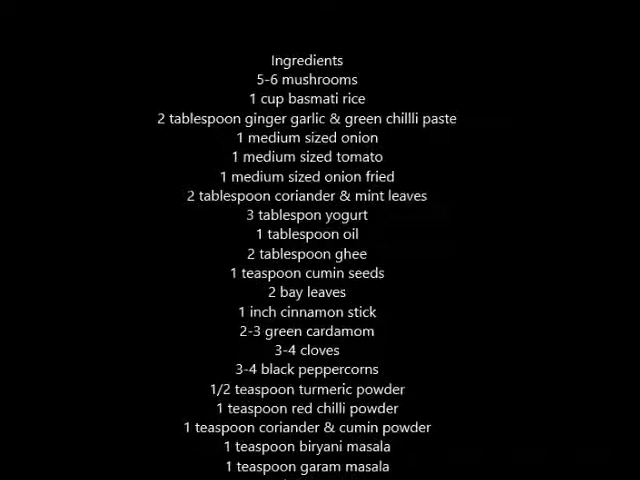 Ingredients
5-6 mushrooms
1 cup basmati rice
2 tablespoon ginger garlic & green chillli paste
1 medium sized onion
1 medium sized tomato
1 medium sized onion fried
2 tablespoon coriander & mint leaves
3 tablespon yogurt
1 tablespoon oil
2 tablespoon ghee
1 teaspoon cumin seeds
2 bay leaves
1 inch cinnamon stick
2-3 green cardamom
3-4 cloves
3-4 black peppercorns
1/2 teaspoon turmeric powder
1 teaspoon red chilli powder
1 teaspoon coriander & cumin powder
1 teaspoon biryani masala
1 teaspoon garam masala